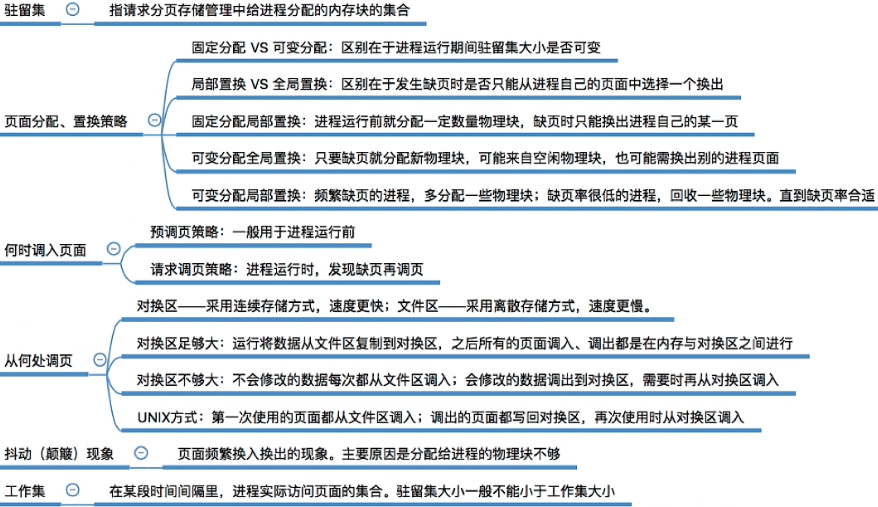 驻留集
指请求分页存储管理中给进程分配的内存块的集合
页面分配、置换策略
固定分配 VS 可变分配：区别在于进程运行期间驻留集大小是否可变
局部置换 VS 全局置换：区别在于发生缺页时是否只能从进程自己的页面中选择一个换出
固定分配局部置换：进程运行前就分配一定数量物理块，缺页时只能换出进程自己的某一页
可变分配全局置换：只要缺页就分配新物理块，可能来自空闲物理块，也可能需换出别的进程页面
可变分配局部置换：频繁缺页的进程，多分配一些物理块；缺页率很低的进程，回收一些物理块。直到缺页率合适
何时调入页面
预调页策略：一般用于进程运行前
请求调页策略：进程运行时，发现缺页再调页
从何处调页
对换区——采用连续存储方式，速度更快；文件区——采用离散存储方式，速度更慢。
对换区足够大：运行将数据从文件区复制到对换区，之后所有的页面调入、调出都是在内存与对换区之间进行
对换区不够大：不会修改的数据每次都从文件区调入；会修改的数据调出到对换区，需要时再从对换区调入
UNIX方式：第一次使用的页面都从文件区调入；调出的页面都写回对换区，再次使用时从对换区调入
抖动（颠簸）现象
页面频繁换入换出的现象。主要原因是分配给进程的物理块不够
工作集
在某段时间间隔里，进程实际访问页面的集合。驻留集大小一般不能小于工作集大小